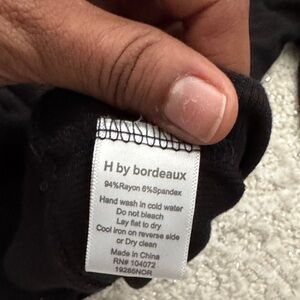 H by bordeaux
94%Rayon 6%Spandex
Hand wash in cold water
Do not bleach
Lay flat to dry
Cool iron on reverse side
or Dry clean
Made in China
RN# 104072
19285NOR